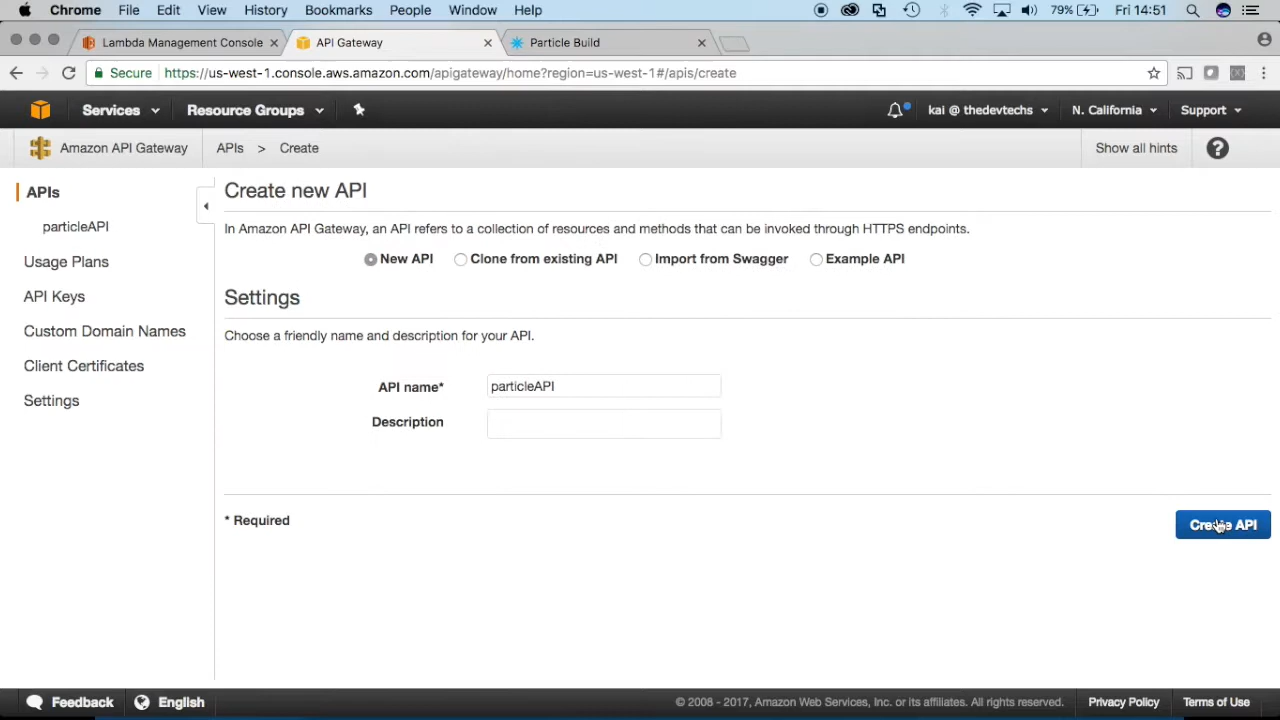 Chrome File Edit View History Bookmarks People Window Help 79% Fri 14:51
Lambda Management Console API Gateway Particle Build
Secure https://us-west-1.console.aws.amazon.com/apigateway/home?region=us-west-1#/apis/create
Services Resource Groups kai @ thedevtechs N. California Support
Amazon API Gateway APIs > Create Show all hints ?
APIs
particleAPI
Usage Plans
API Keys
Custom Domain Names
Client Certificates
Settings
Create new API
In Amazon API Gateway, an API refers to a collection of resources and methods that can be invoked through HTTPS endpoints.
New API Clone from existing API Import from Swagger Example API
Settings
Choose a friendly name and description for your API.
API name* particleAPI
Description
* Required
Create API
Feedback English © 2008 - 2017, Amazon Web Services, Inc. or its affiliates. All rights reserved. Privacy Policy Terms of Use